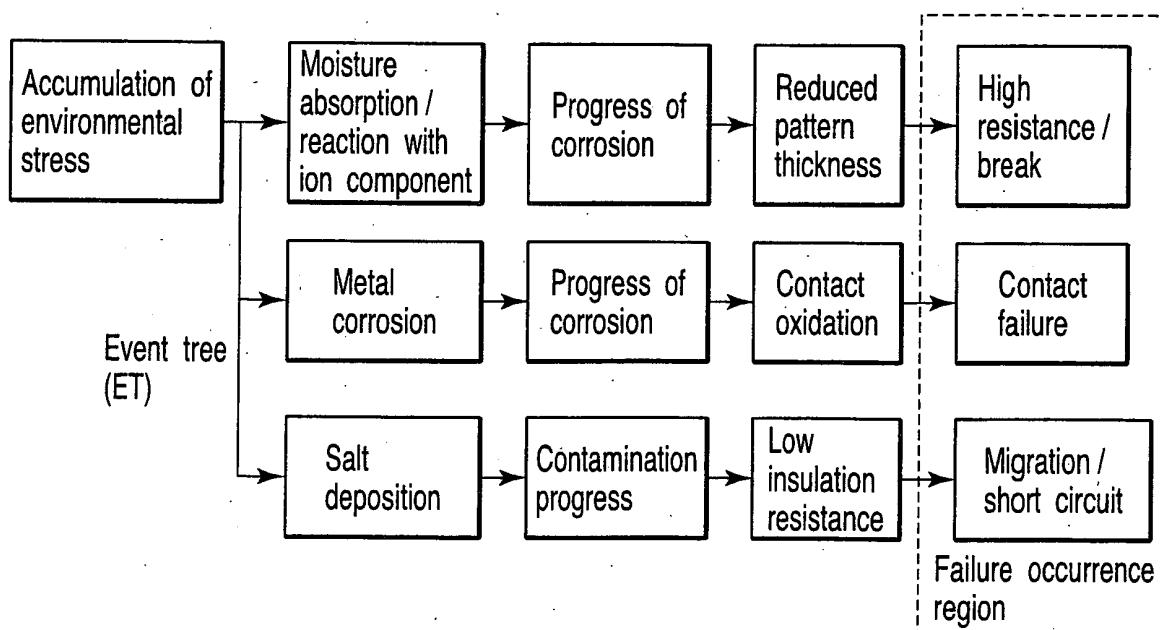 Accumulation of
environmental
stress
Moisture
absorption /
reaction with
ion component
Progress of
corrosion
Reduced
pattern
thickness
High
resistance /
break
Metal
corrosion
Progress of
corrosion
Contact
oxidation
Contact
failure
Event tree
(ET)
Salt
deposition
Contamination
progress
Low
insulation
resistance
Migration /
short circuit
Failure occurrence
region